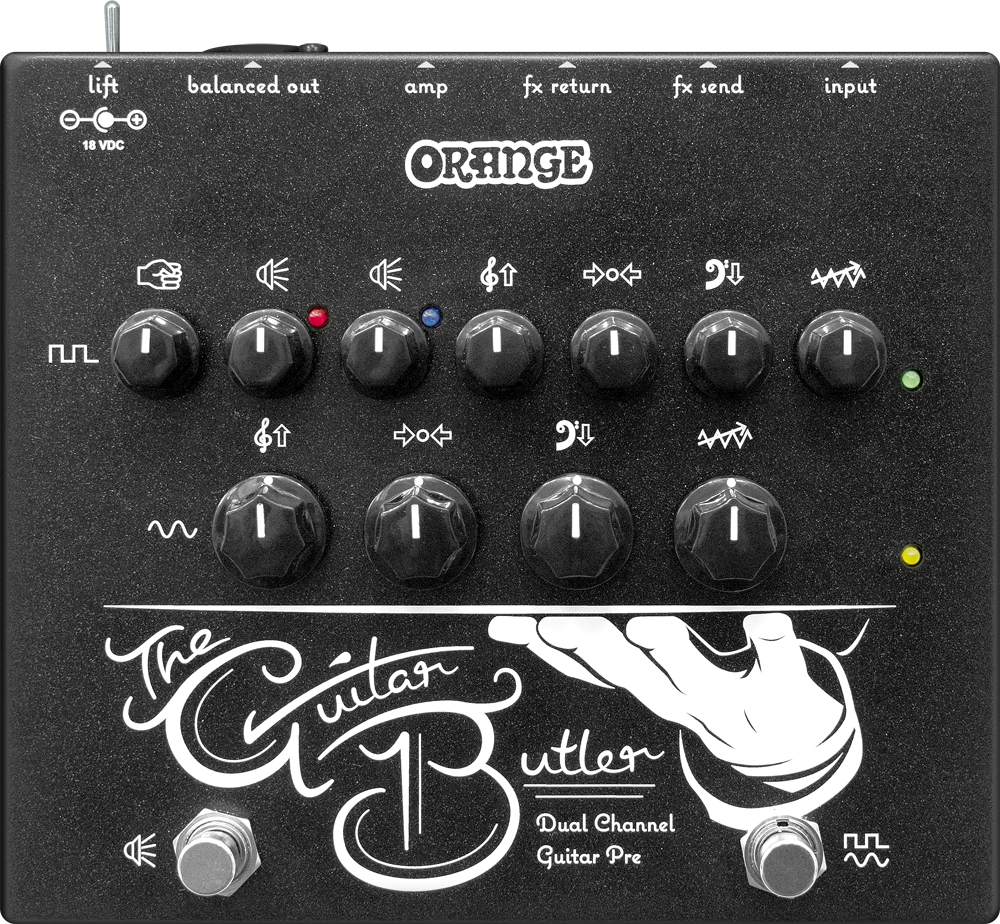 lift balanced out amp fx return fx send input
18 VDC
ORANGE
The
Guitar
Butler
Dual Channel
Guitar Pre